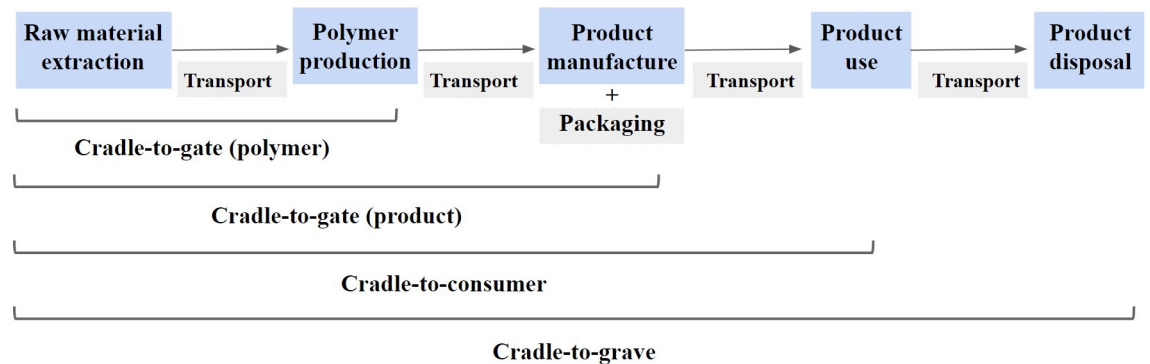 Raw material
extraction
Polymer
production
Product
manufacture
Product
use
Product
disposal
Transport
Transport
Transport
Transport
+
Packaging
Cradle-to-gate (polymer)
Cradle-to-gate (product)
Cradle-to-consumer
Cradle-to-grave